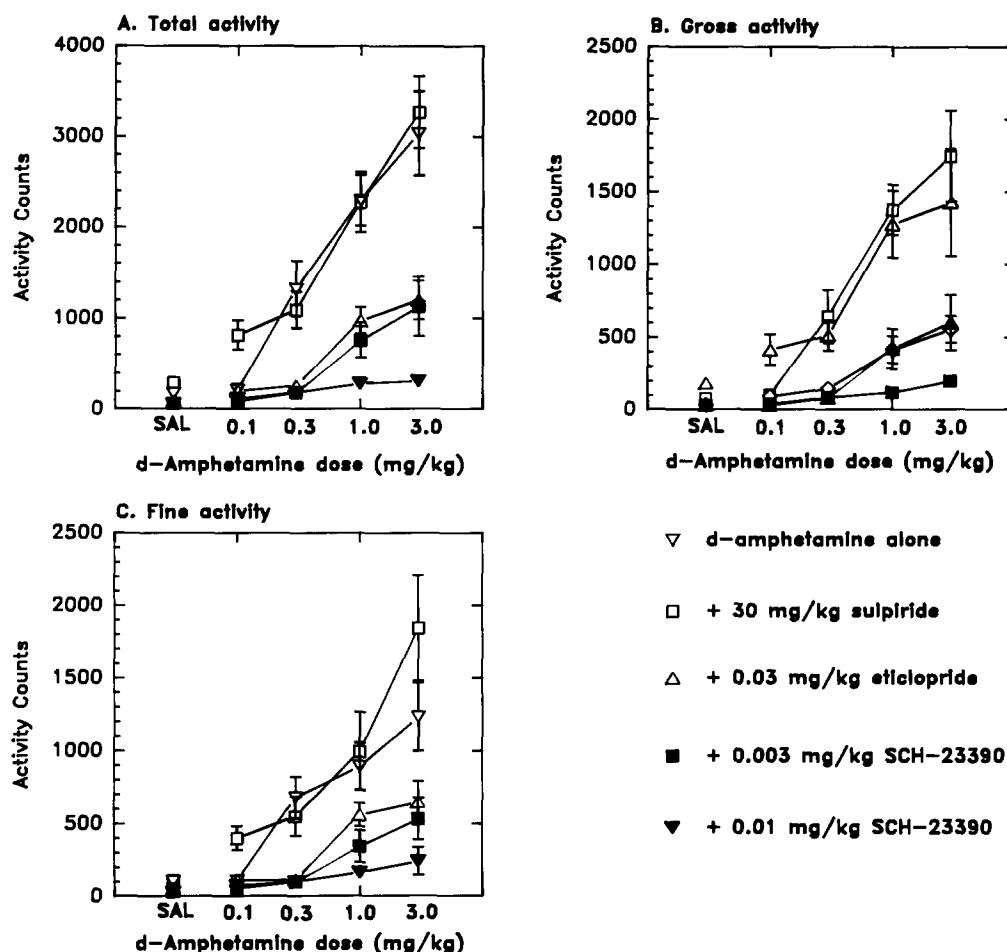 A. Total activity
4000
3000
2000
1000
0
Activity Counts
SAL 0.1 0.3 1.0 3.0
d-Amphetamine dose (mg/kg)
B. Gross activity
2500
2000
1500
1000
500
0
Activity Counts
SAL 0.1 0.3 1.0 3.0
d-Amphetamine dose (mg/kg)
C. Fine activity
2500
2000
1500
1000
500
0
Activity Counts
SAL 0.1 0.3 1.0 3.0
d-Amphetamine dose (mg/kg)
d-amphetamine alone
+ 30 mg/kg sulpiride
+ 0.03 mg/kg eticlopride
+ 0.003 mg/kg SCH-23390
+ 0.01 mg/kg SCH-23390